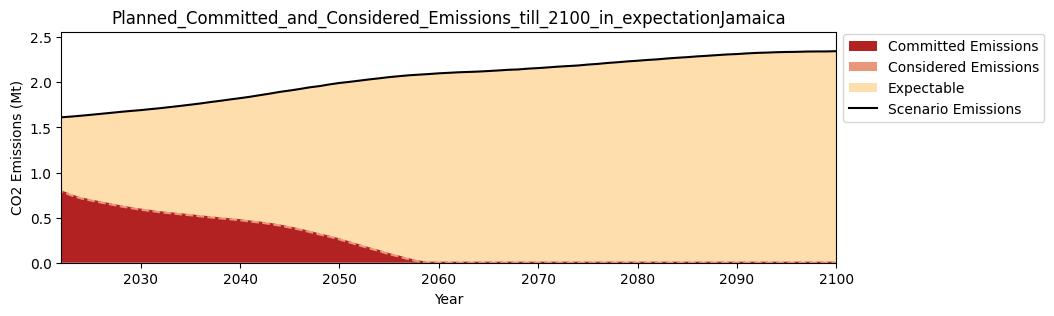 Planned_Committed_and_Considered_Emissions_till_2100_in_expectationJamaica
2.5
2.0
1.5
1.0
0.5
0.0
CO2 Emissions (Mt)
2030
2040
2050
2060
2070
2080
2090
2100
Year
Committed Emissions
Considered Emissions
Expectable
Scenario Emissions